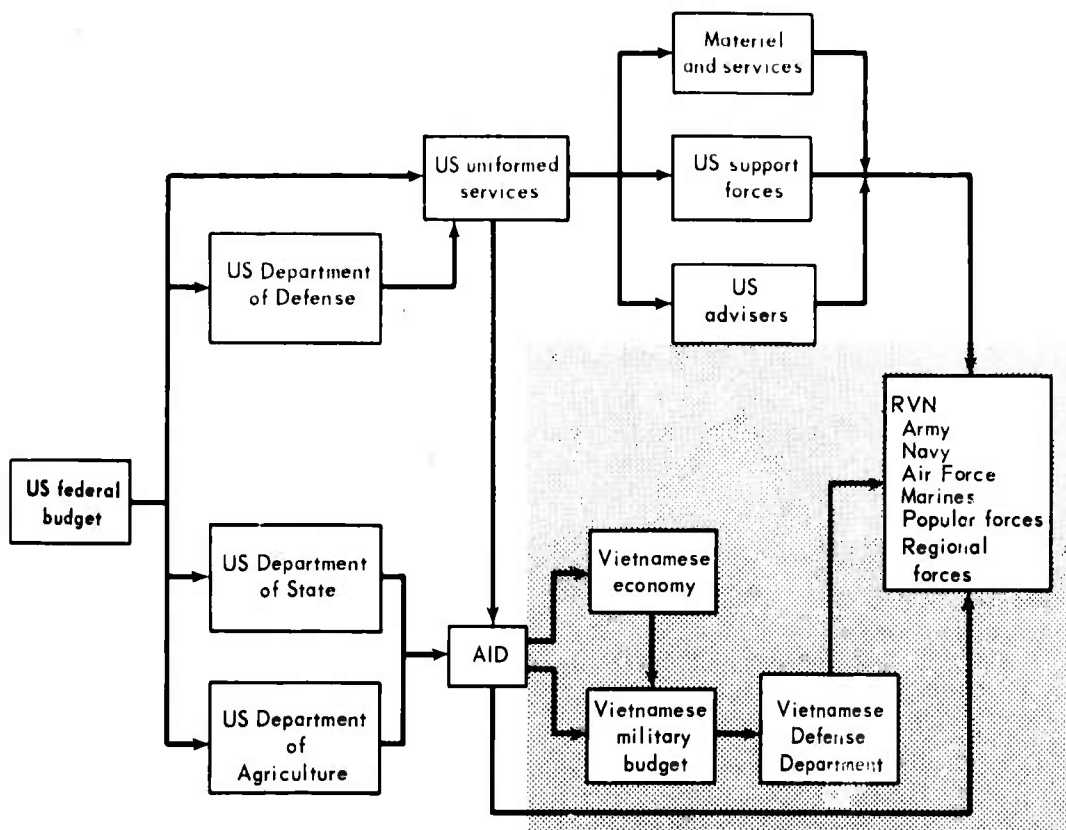 Materiel
and services
US uniformed
services
US support
forces
US Department
of Defense
US
advisers
RVN
Army
Navy
Air Force
Marines
Popular forces
Regional
forces
US federal
budget
US Department
of State
Vietnamese
economy
AID
US Department
of
Agriculture
Vietnamese
military
budget
Vietnamese
Defense
Department